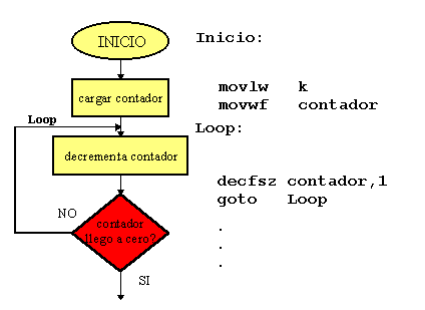 INICIO
cargar contador
Loop
decrementa contador
NO
contador
llego a cero?
SI
Inicio:
movlw k
movwf contador
Loop:
decfsz contador,1
goto Loop
.
.
.